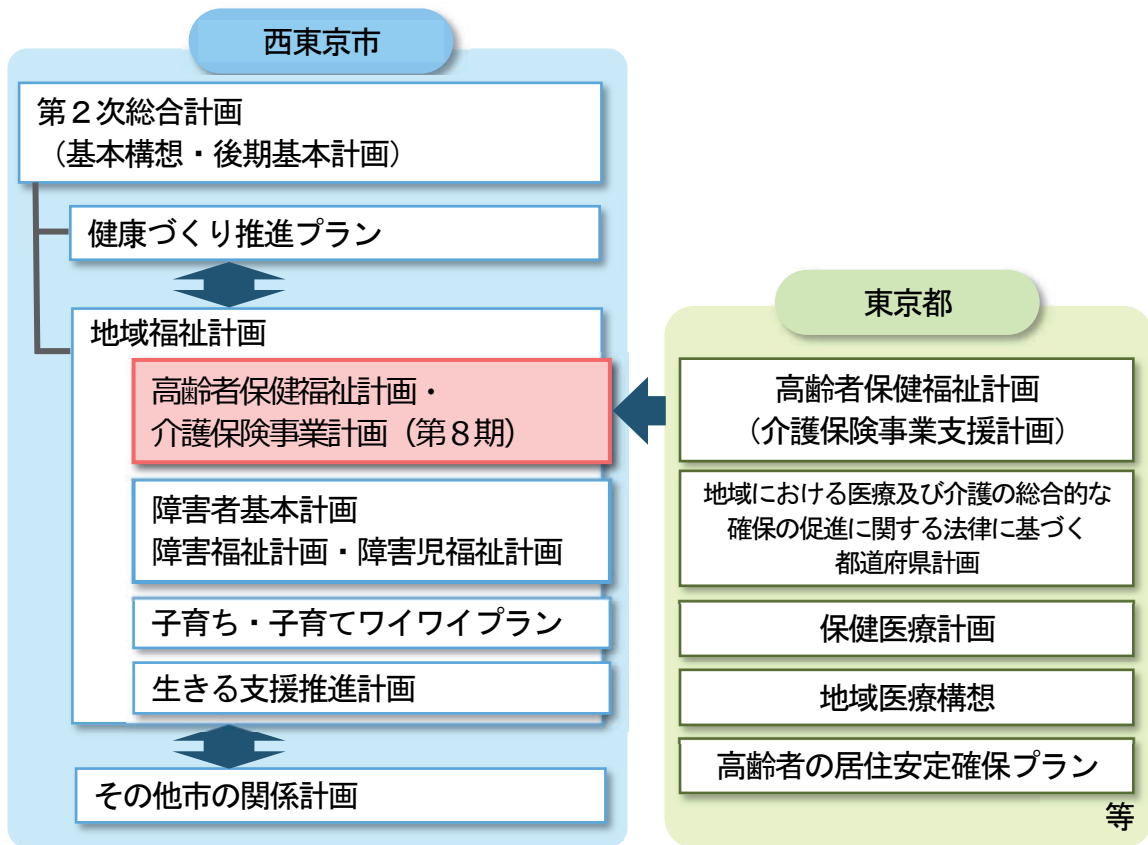 西東京市
第２次総合計画
（基本構想・後期基本計画）
健康づくり推進プラン
地域福祉計画
高齢者保健福祉計画・
介護保険事業計画（第８期）
障害者基本計画
障害福祉計画・障害児福祉計画
子育ち・子育てワイワイプラン
生きる支援推進計画
その他市の関係計画
東京都
高齢者保健福祉計画
（介護保険事業支援計画）
地域における医療及び介護の総合的な
確保の促進に関する法律に基づく
都道府県計画
保健医療計画
地域医療構想
高齢者の居住安定確保プラン
等